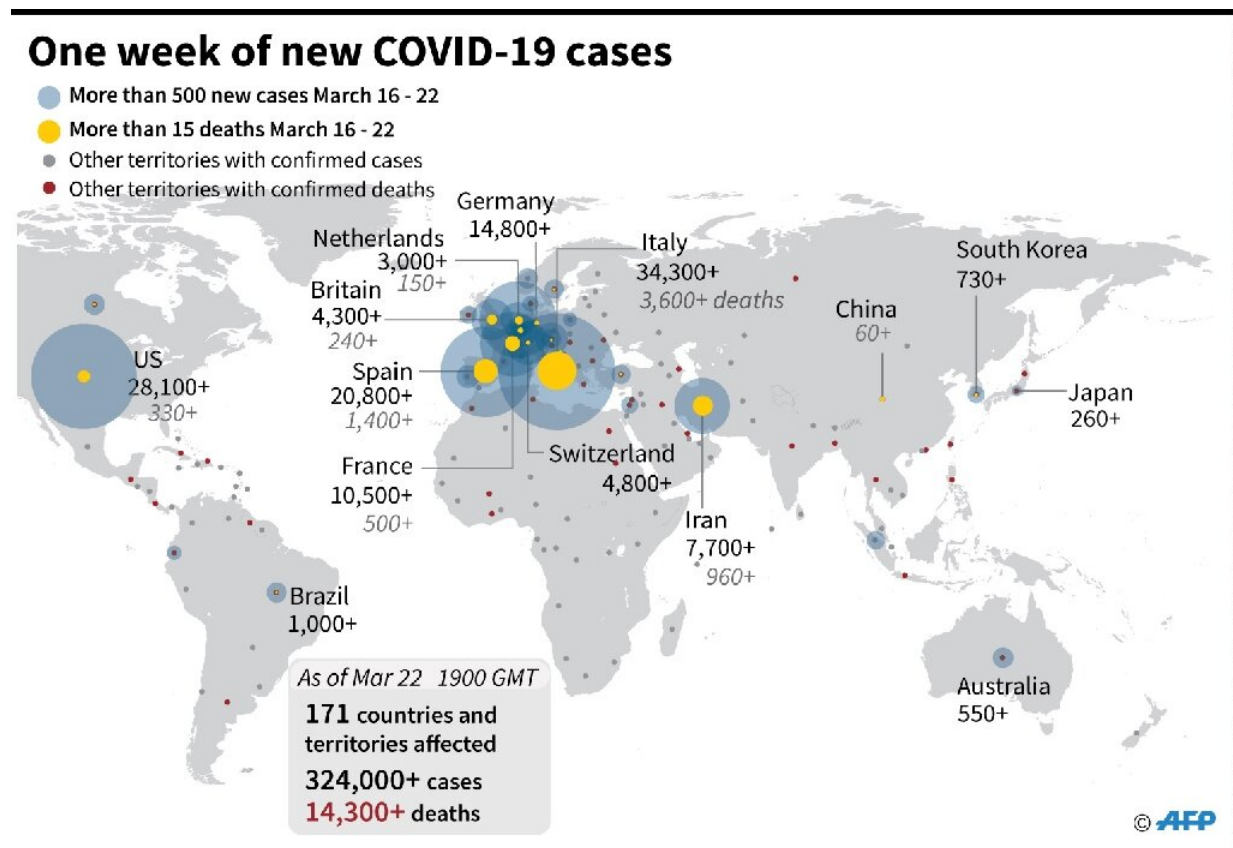 One week of new COVID-19 cases
More than 500 new cases March 16 - 22
More than 15 deaths March 16 - 22
Other territories with confirmed cases
Other territories with confirmed deaths
Germany
14,800+
Netherlands
3,000+
150+
Italy
34,300+
3,600+ deaths
South Korea
730+
Britain
4,300+
240+
China
60+
US
28,100+
330+
Spain
20,800+
1,400+
Japan
260+
France
10,500+
500+
Switzerland
4,800+
Iran
7,700+
960+
Brazil
1,000+
As of Mar 22 1900 GMT
171 countries and
territories affected
324,000+ cases
14,300+ deaths
Australia
550+
© AFP